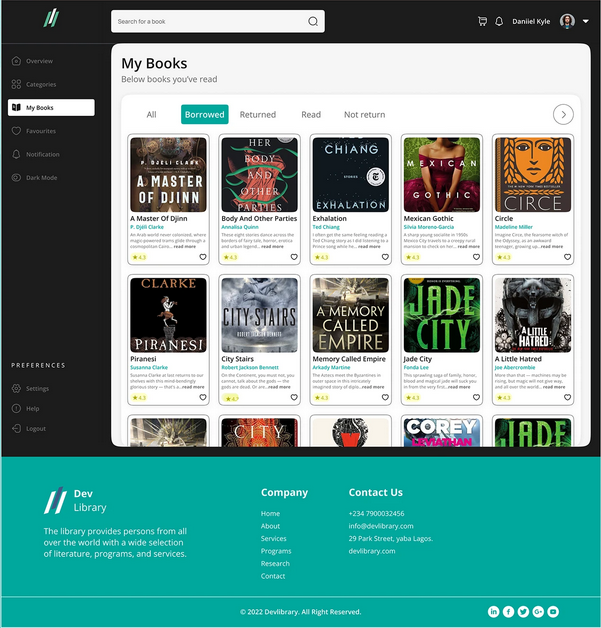 Search for a book
Daniiel Kyle
Overview
Categories
My Books
Favourites
Notification
Dark Mode
PREFERENCES
Settings
Help
Logout
My Books
Below books you've read
All Borrowed Returned Read Not return
P. DJELI CLARK
A MASTER
OF DJINN
HER
BODY
AND
OTHER
PARTIES
CHIANG
STORIES
EXHALATION
MEXICAN
GOTHIC
CIRCE
A Master Of Djinn
P. Djeli Clark
An Arab world never colonized, where
magic-powered trams glide through a
cosmopolitan Cairo... read more
4.3
Body And Other Parties
Annalisa Quinn
These eight stories dance across the
borders of fairy tale, horror, erotica
and urban legend. .. read more
4.3
Exhalation
Ted Chiang
I often get the same feeling reading a
Ted Chiang story as I did listening to a
Prince song while he... read more
4.3
Mexican Gothic
Silvia Moreno-Garcia
A sharp young socialite in 1950s
Mexico City travels to a creepy rural
mansion to check on her... read more
4.3
Circle
Madeline Miller
Imagine Circe, the fearsome witch of
the Odyssey, as an awkward
teenager, growing up... read more
4.3
CLARKE
PIRANESI
CITY STAIRS
ROBERT JACKSON BENNETT
A MEMORY
CALLED
EMPIRE
JADE
CITY
A LITTLE
HATRED
Piranesi
Susanna Clarke
Susanna Clarke at last returns to our
shelves with this mind-bendingly
glorious story — that's a.. read more
4.3
City Stairs
Robert Jackson Bennett
On the Continent, you must not, you
cannot, talk about the gods — the
dead gods. Or are... read more
4.7
Memory Called Empire
Arkady Martine
The Aztecs meet the Byzantines in
outer space in this intricately
imagined story of diplo... read more
4.3
Jade City
Fonda Lee
This sprawling saga of family, honor,
blood and magical jade will suck you
in from the very first... read more
4.3
A Little Hatred
Joe Abercrombie
More than that — machines may be
rising, but magic will not give way,
and all over the world... read more
4.3
CITY
COREY
LEVIATHAN
JADE
Dev
Library
The library provides persons from all
over the world with a wide selection
of literature, programs, and services.
Company
Home
About
Services
Programs
Research
Contact
Contact Us
+234 7900032456
info@devlibrary.com
29 Park Street, yaba Lagos.
devlibrary.com
© 2022 Devlibrary. All Right Reserved.